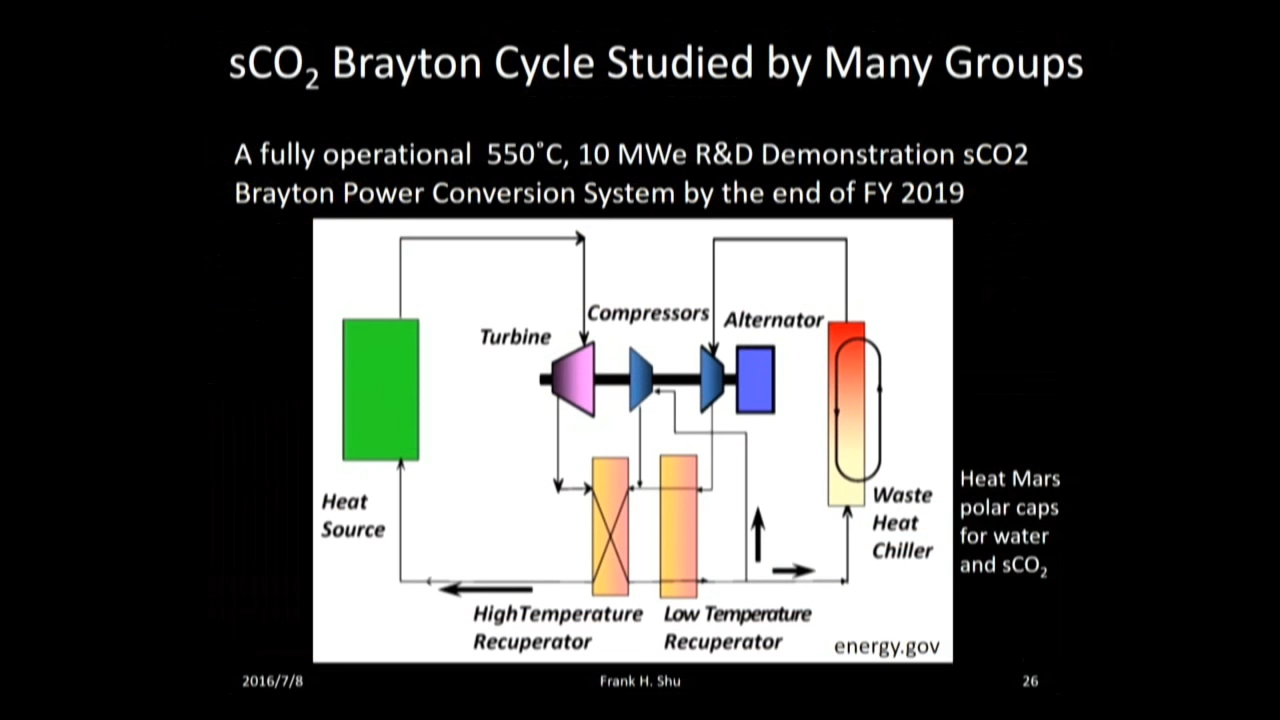 sCO₂ Brayton Cycle Studied by Many Groups
A fully operational 550˚C, 10 MWe R&D Demonstration sCO2
Brayton Power Conversion System by the end of FY 2019
Compressors
Alternator
Turbine
Heat
Source
Waste
Heat
Chiller
Heat Mars
polar caps
for water
and sCO₂
HighTemperature
Recuperator
Low Temperature
Recuperator
energy.gov
2016/7/8
Frank H. Shu
26